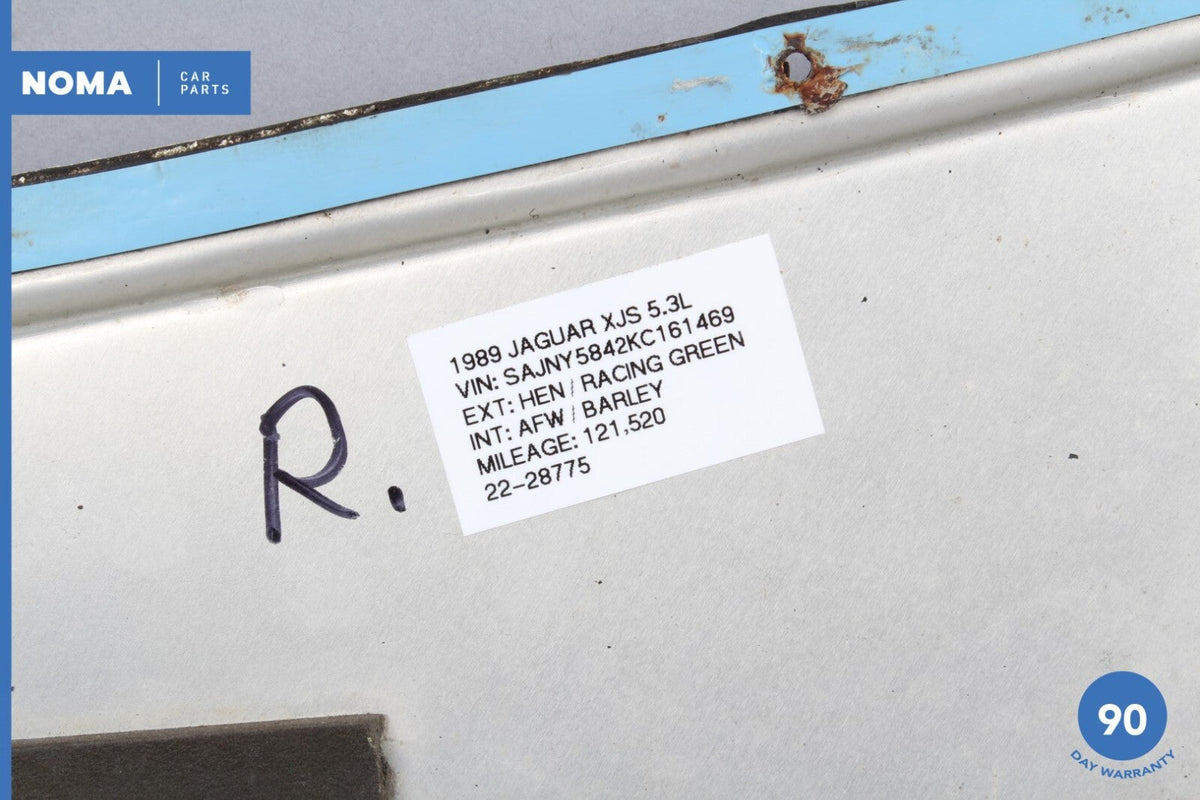 NOMA
CAR
PARTS
1989 JAGUAR XJS 5.3L
VIN: SAJNY5842KC161469
EXT: HEN / RACING GREEN
INT: AFW / BARLEY
MILEAGE: 121,520
22-28775
R.
90
DAY WARRANTY